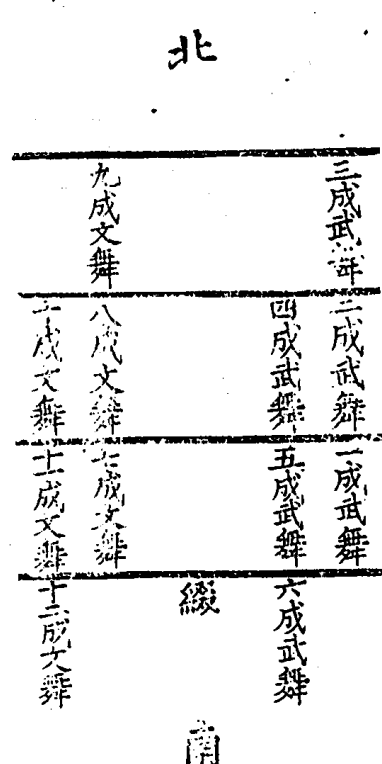 北
三成武舞
九成文舞
二成武舞
四成武舞
八成文舞
十成文舞
一成武舞
五成武舞
七成文舞
十一成文舞
六成武舞
綴
十二成文舞
南